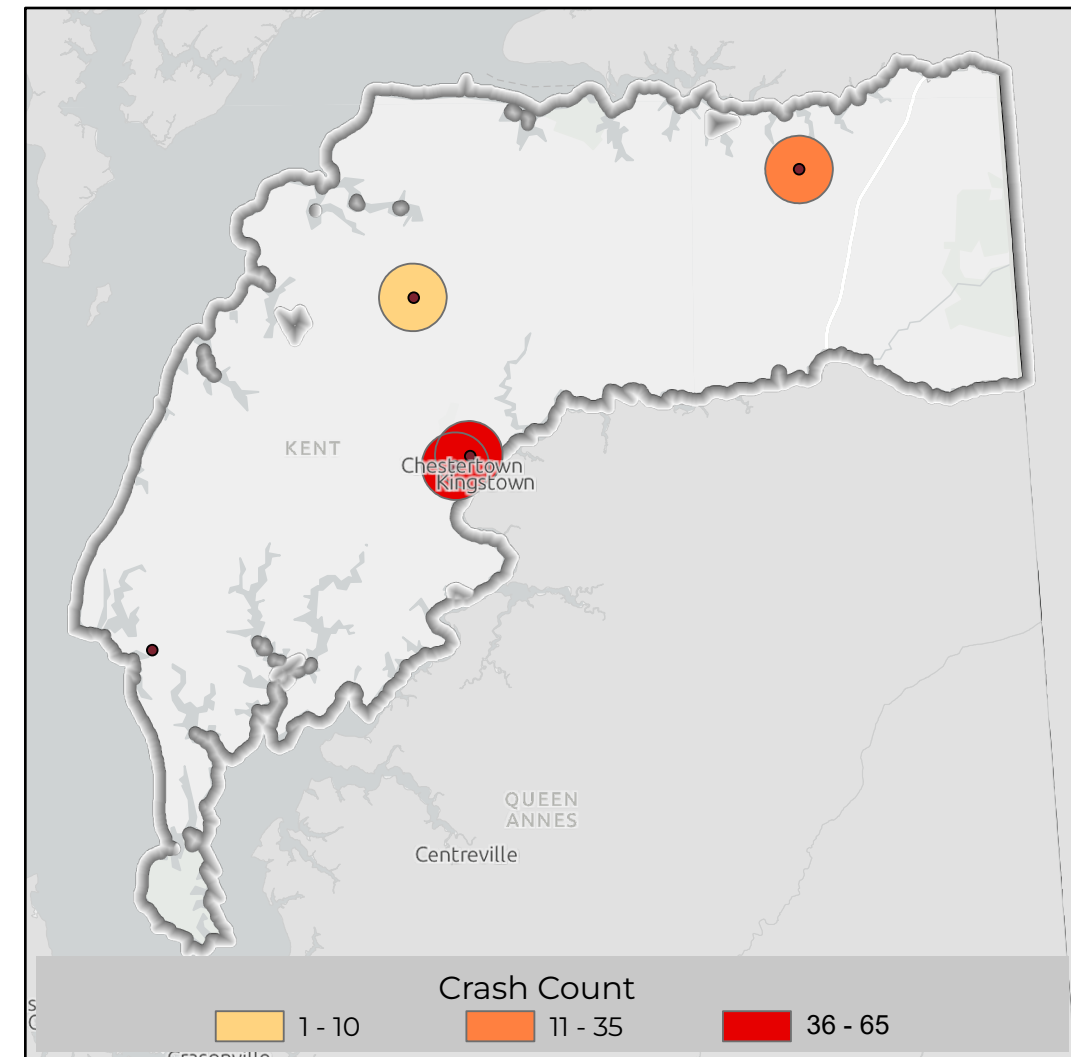 KENT
Chestertown
Kingstown
QUEEN
ANNES
Centreville
Crash Count
1 - 10
11 - 35
36 - 65